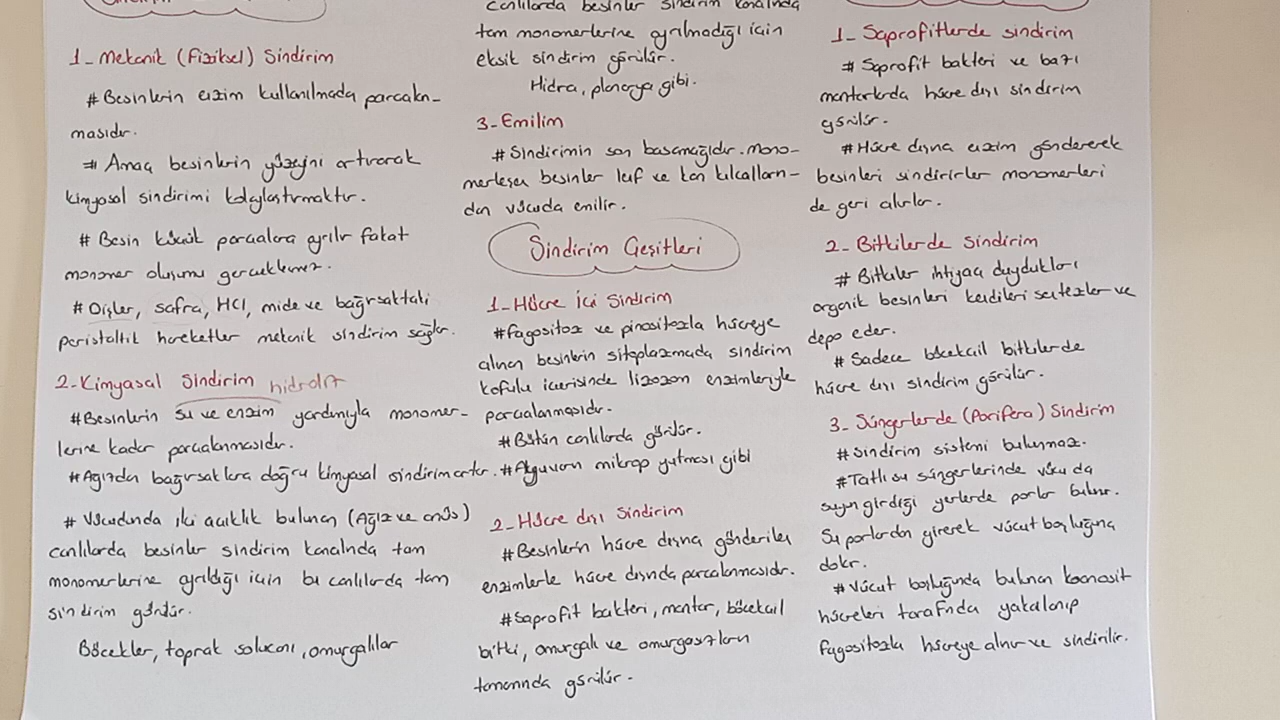 1- Mekanik (Fiziksel) Sindirim
# Besinlerin enzim kullanılmada parçalan-
masıdır.
# Amaç besinlerin yüzeyini artırarak
kimyasal sindirimi kolaylaştırmaktır.
# Besin küçük parçalara ayrılır fakat
monomer oluşumu gerçekleşmez.
# Dişler, safra, HCl, mide ve bağırsaktaki
peristaltik hareketler mekanik sindirim sağlar.
2- Kimyasal Sindirim hidroliz
# Besinlerin su ve enzim yardımıyla monomer-
lerine kadar parçalanmasıdır.
# Ağızdan bağırsaklara doğru kimyasal sindirim artar.
# Vücudunda iki açıklık bulunan (Ağız ve anüs)
canlılarda besinler sindirim kanalında tam
monomerlerine ayrıldığı için bu canlılarda tam
sindirim görülür.
Böcekler, toprak solucanı, omurgalılar
canlılarda besinler sindirim kanalında
tam monomerlerine ayrılmadığı için
eksik sindirim görülür.
Hidra, planarya gibi.
3- Emilim
# Sindirimin son basamağıdır. Mono-
merleşen besinler lenf ve kan kılcalların-
dan vücuda emilir.
Sindirim Çeşitleri
1- Hücre İçi Sindirim
# Fagositoz ve pinositozla hücreye
alınan besinlerin sitoplazmada sindirim
kofulu içerisinde lizozom enzimleriyle
parçalanmasıdır.
# Bütün canlılarda görülür.
# Akyuvarın mikrop yutması gibi
2- Hücre dışı Sindirim
# Besinlerin hücre dışına gönderilen
enzimlerle hücre dışında parçalanmasıdır.
# Saprofit bakteri, mantar, böcekcil
bitki, omurgalı ve omurgasızların
tamamında görülür.
1- Saprofitlerde sindirim
# Saprofit bakteri ve bazı
mantarlarda hücre dışı sindirim
görülür.
# Hücre dışına enzim göndererek
besinleri sindirirler monomerleri
de geri alırlar.
2- Bitkilerde Sindirim
# Bitkiler ihtiyaç duydukları
organik besinleri kendileri sentezler ve
depo eder.
# Sadece böcekcil bitkilerde
hücre dışı sindirim görülür.
3- Süngerlerde (Porifera) Sindirim
# Sindirim sistemi bulunmaz.
# Tatlı su süngerlerinde vücuda
suyun girdiği yerlerde porlar bulunur.
Su porlardan girerek vücut boşluğuna
dolar.
# Vücut boşluğunda bulunan koanosit
hücreleri tarafında yakalanıp
fagositozla hücreye alınır ve sindirilir.